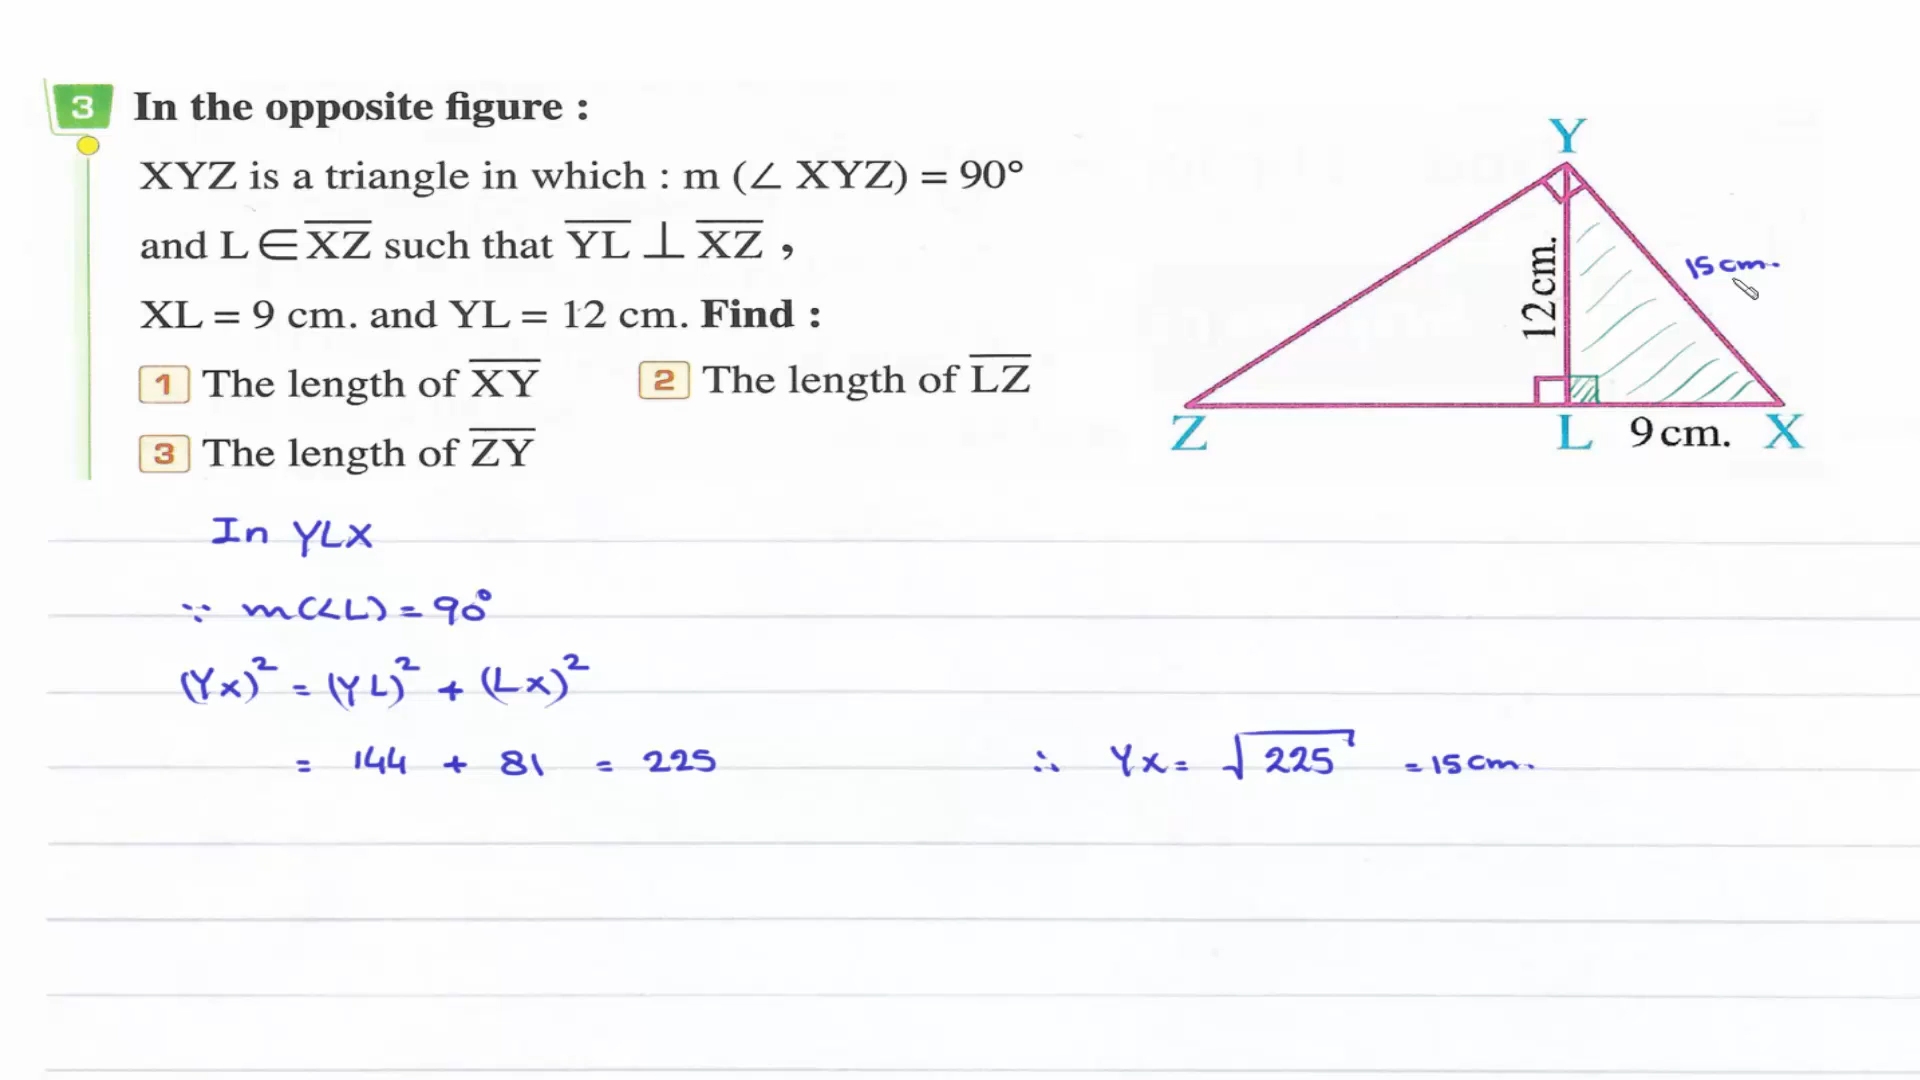 3 In the opposite figure :
XYZ is a triangle in which : m (∠ XYZ) = 90°
and L ∈ XZ such that YL ⊥ XZ ,
XL = 9 cm. and YL = 12 cm. Find :
1 The length of XY 2 The length of LZ
3 The length of ZY
Y
15 cm.
12cm.
Z L 9 cm. X
In YLX
∵ m(∠L) = 90°
(YX)² = (YL)² + (LX)²
= 144 + 81 = 225 ∴ YX = √225 = 15 cm.